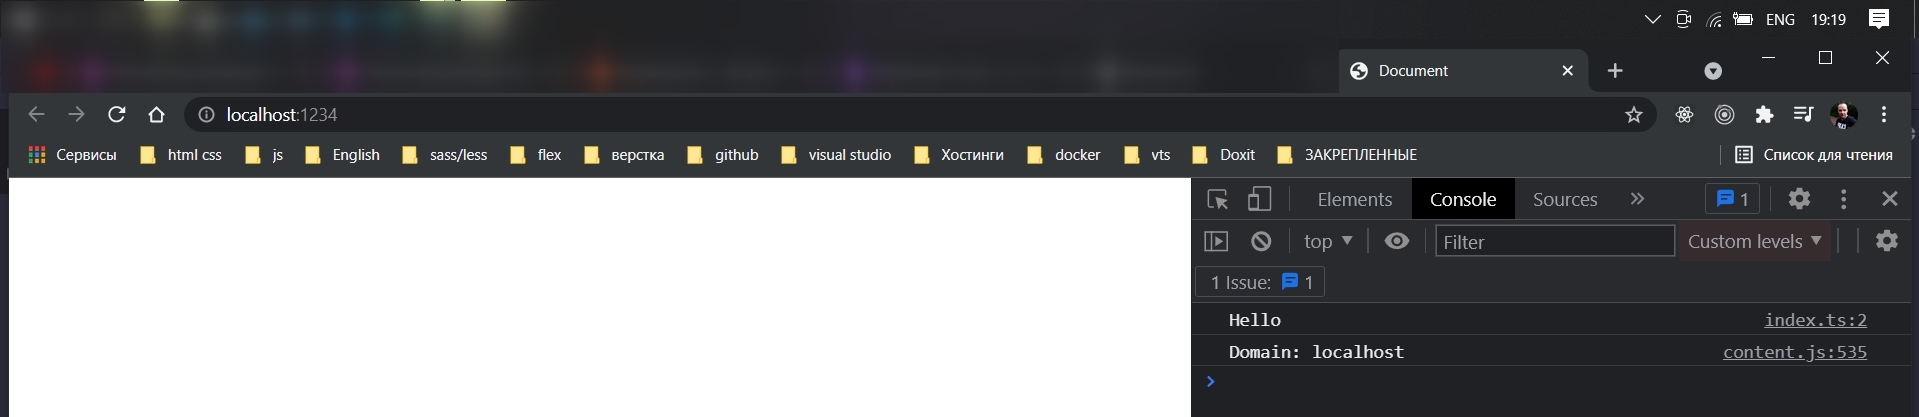 ENG 19:19
Document
localhost:1234
Сервисы html css js English sass/less flex верстка github visual studio Хостинги docker vts Doxit ЗАКРЕПЛЕННЫЕ Список для чтения
Elements Console Sources 1
top Filter Custom levels
1 Issue: 1
Hello index.ts:2
Domain: localhost content.js:535